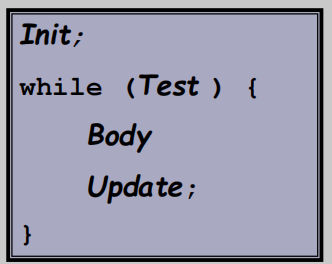 Init;
while (Test ) {
Body
Update;
}